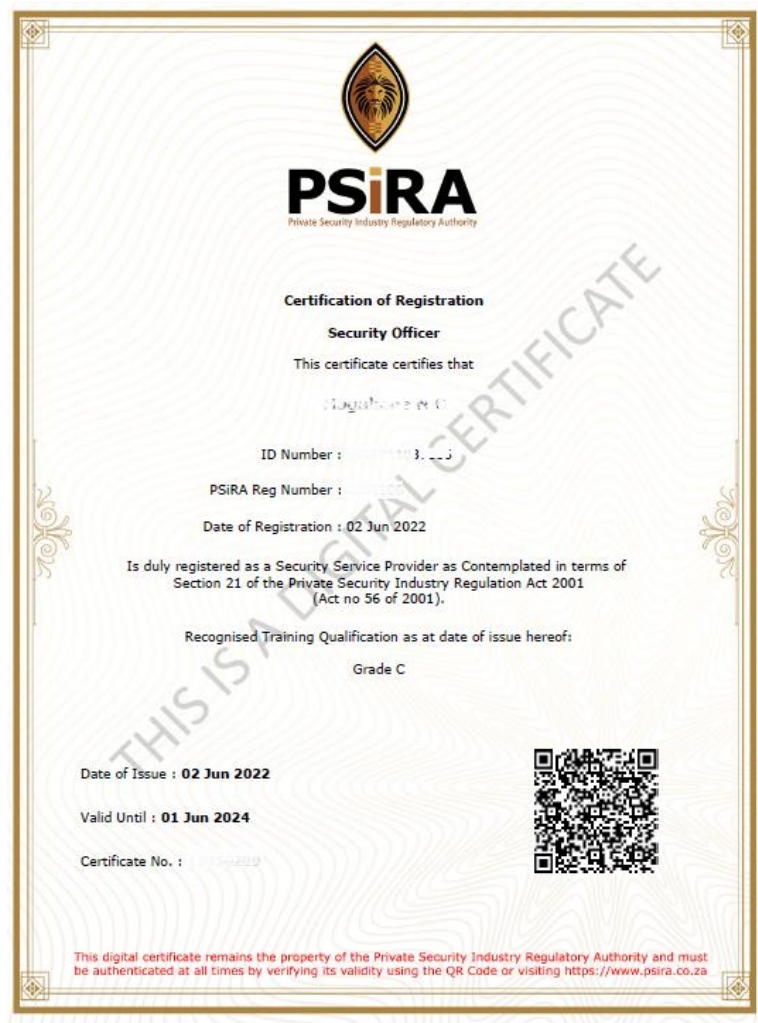 PSiRA
Private Security Industry Regulatory Authority
Certification of Registration
Security Officer
This certificate certifies that
ID Number :
PSiRA Reg Number :
Date of Registration : 02 Jun 2022
Is duly registered as a Security Service Provider as Contemplated in terms of
Section 21 of the Private Security Industry Regulation Act 2001
(Act no 56 of 2001).
Recognised Training Qualification as at date of issue hereof:
Grade C
THIS IS A DIGITAL CERTIFICATE
Date of Issue : 02 Jun 2022
Valid Until : 01 Jun 2024
Certificate No. :
This digital certificate remains the property of the Private Security Industry Regulatory Authority and must
be authenticated at all times by verifying its validity using the QR Code or visiting https://www.psira.co.za